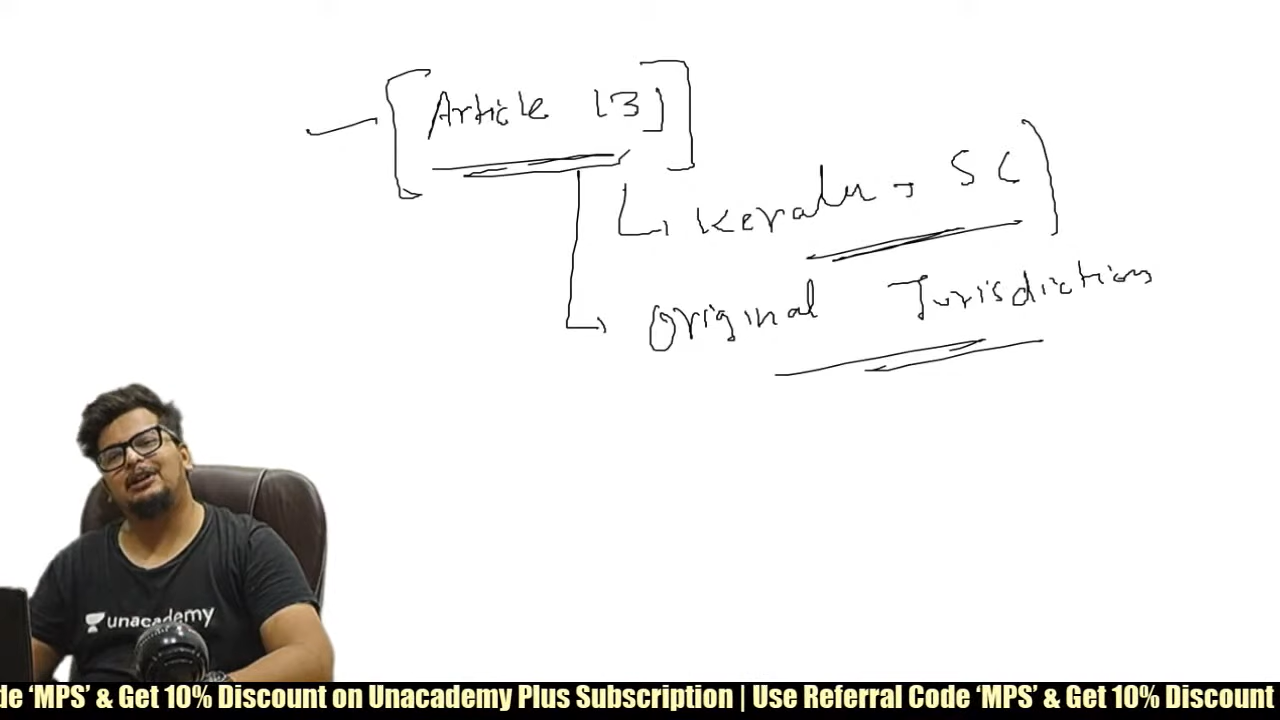 Article 131
Kerala → SC
Original Jurisdiction
unacademy
de 'MPS' & Get 10% Discount on Unacademy Plus Subscription | Use Referral Code 'MPS' & Get 10% Discount